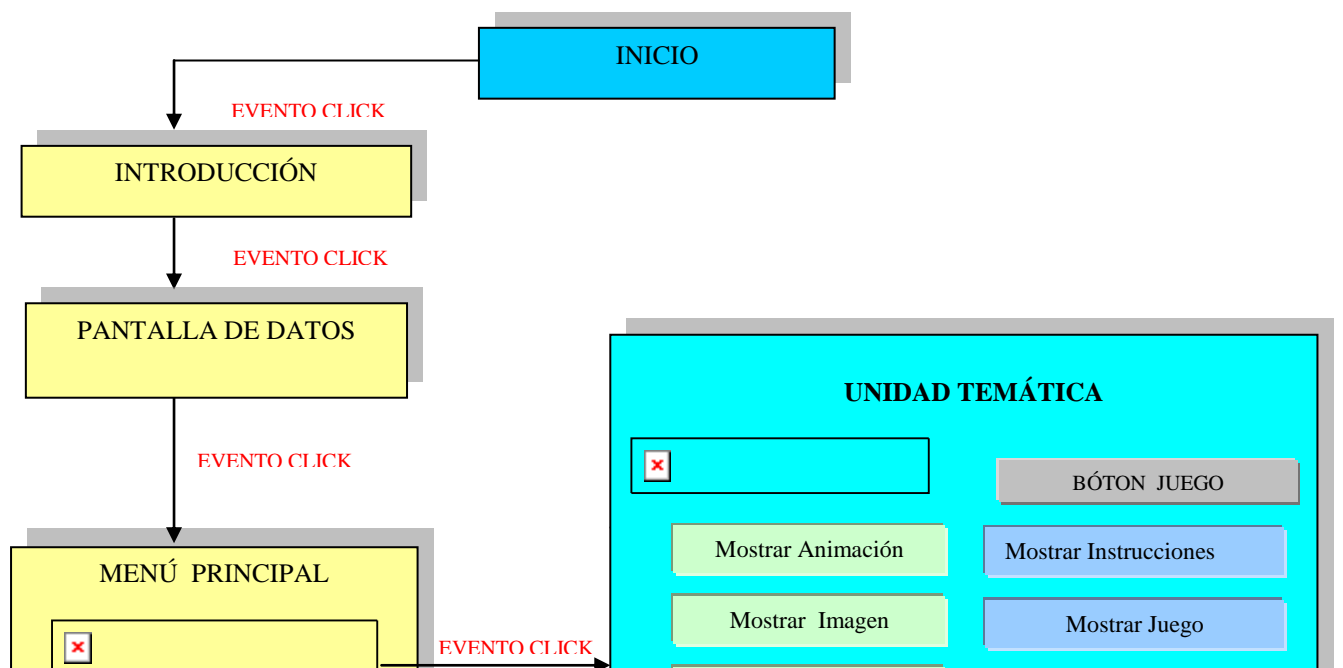 INICIO
EVENTO CLICK
INTRODUCCIÓN
EVENTO CLICK
PANTALLA DE DATOS
EVENTO CLICK
MENÚ PRINCIPAL
EVENTO CLICK
UNIDAD TEMÁTICA
BÓTON JUEGO
Mostrar Animación
Mostrar Instrucciones
Mostrar Imagen
Mostrar Juego